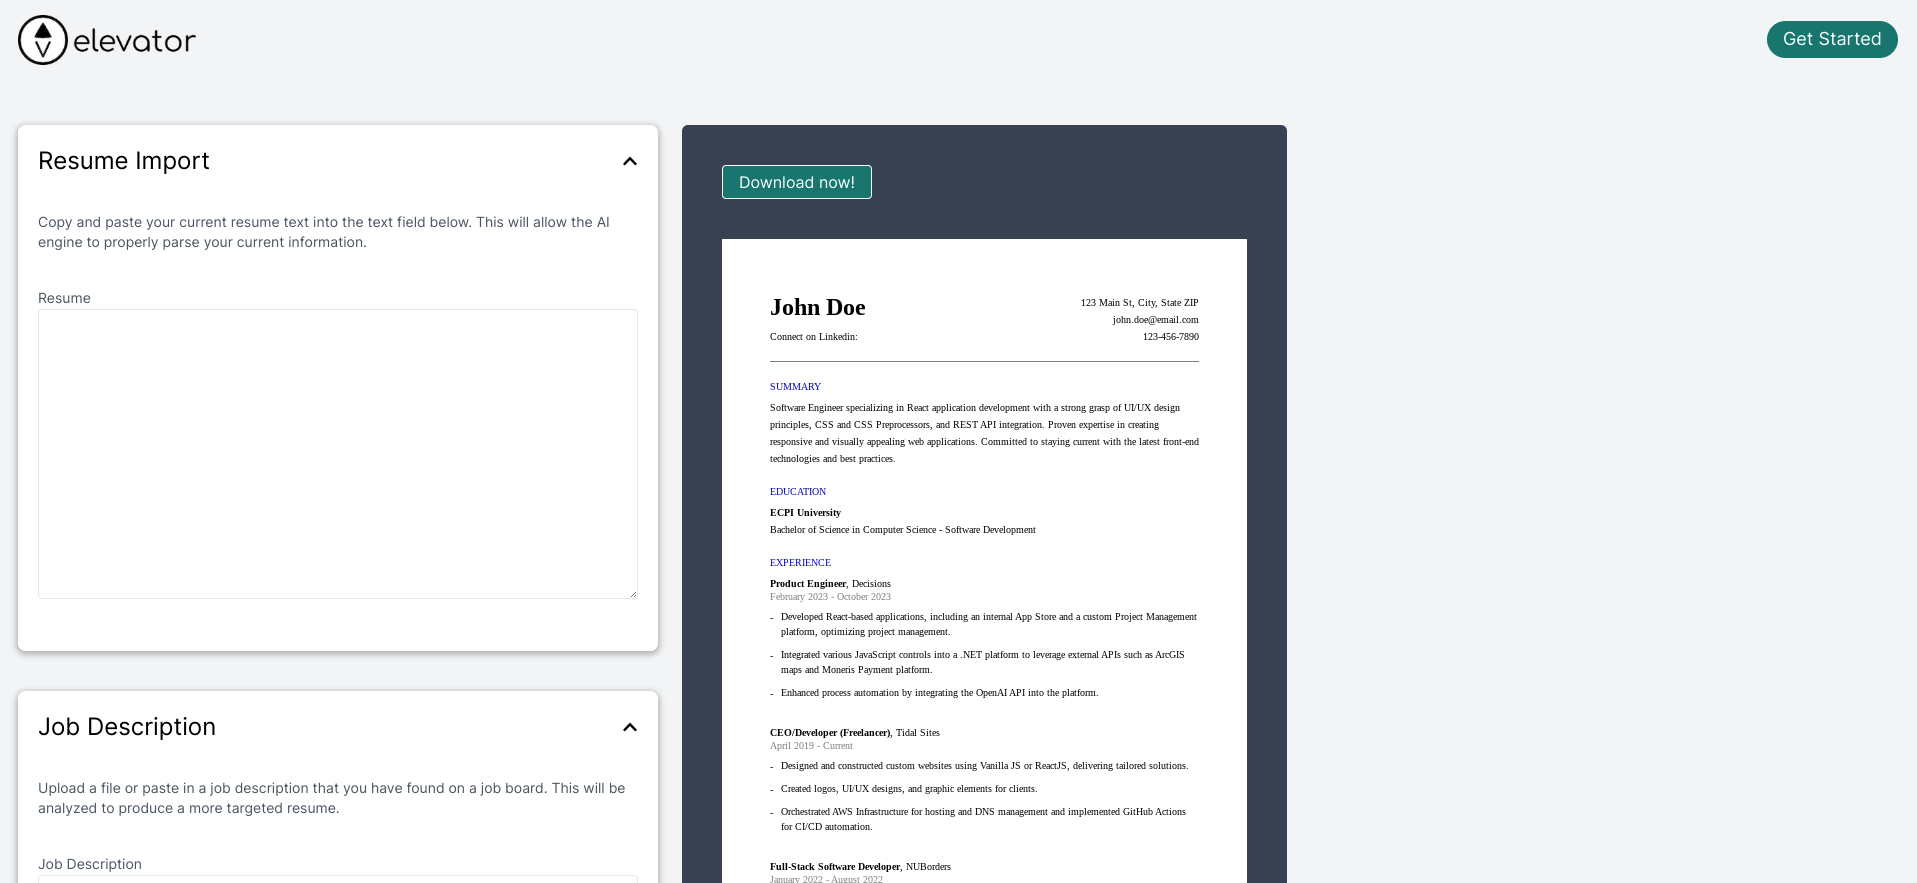 elevator
Get Started
Resume Import
Copy and paste your current resume text into the text field below. This will allow the AI
engine to properly parse your current information.
Resume
Job Description
Upload a file or paste in a job description that you have found on a job board. This will be
analyzed to produce a more targeted resume.
Job Description
Download now!
John Doe
Connect on Linkedin:
123 Main St, City, State ZIP
john.doe@email.com
123-456-7890
SUMMARY
Software Engineer specializing in React application development with a strong grasp of UI/UX design
principles, CSS and CSS Preprocessors, and REST API integration. Proven expertise in creating
responsive and visually appealing web applications. Committed to staying current with the latest front-end
technologies and best practices.
EDUCATION
ECPI University
Bachelor of Science in Computer Science - Software Development
EXPERIENCE
Product Engineer, Decisions
February 2023 - October 2023
- Developed React-based applications, including an internal App Store and a custom Project Management
platform, optimizing project management.
- Integrated various JavaScript controls into a .NET platform to leverage external APIs such as ArcGIS
maps and Moneris Payment platform.
- Enhanced process automation by integrating the OpenAI API into the platform.
CEO/Developer (Freelancer), Tidal Sites
April 2019 - Current
- Designed and constructed custom websites using Vanilla JS or ReactJS, delivering tailored solutions.
- Created logos, UI/UX designs, and graphic elements for clients.
- Orchestrated AWS Infrastructure for hosting and DNS management and implemented GitHub Actions
for CI/CD automation.
Full-Stack Software Developer, NUBorders
January 2022 - August 2022